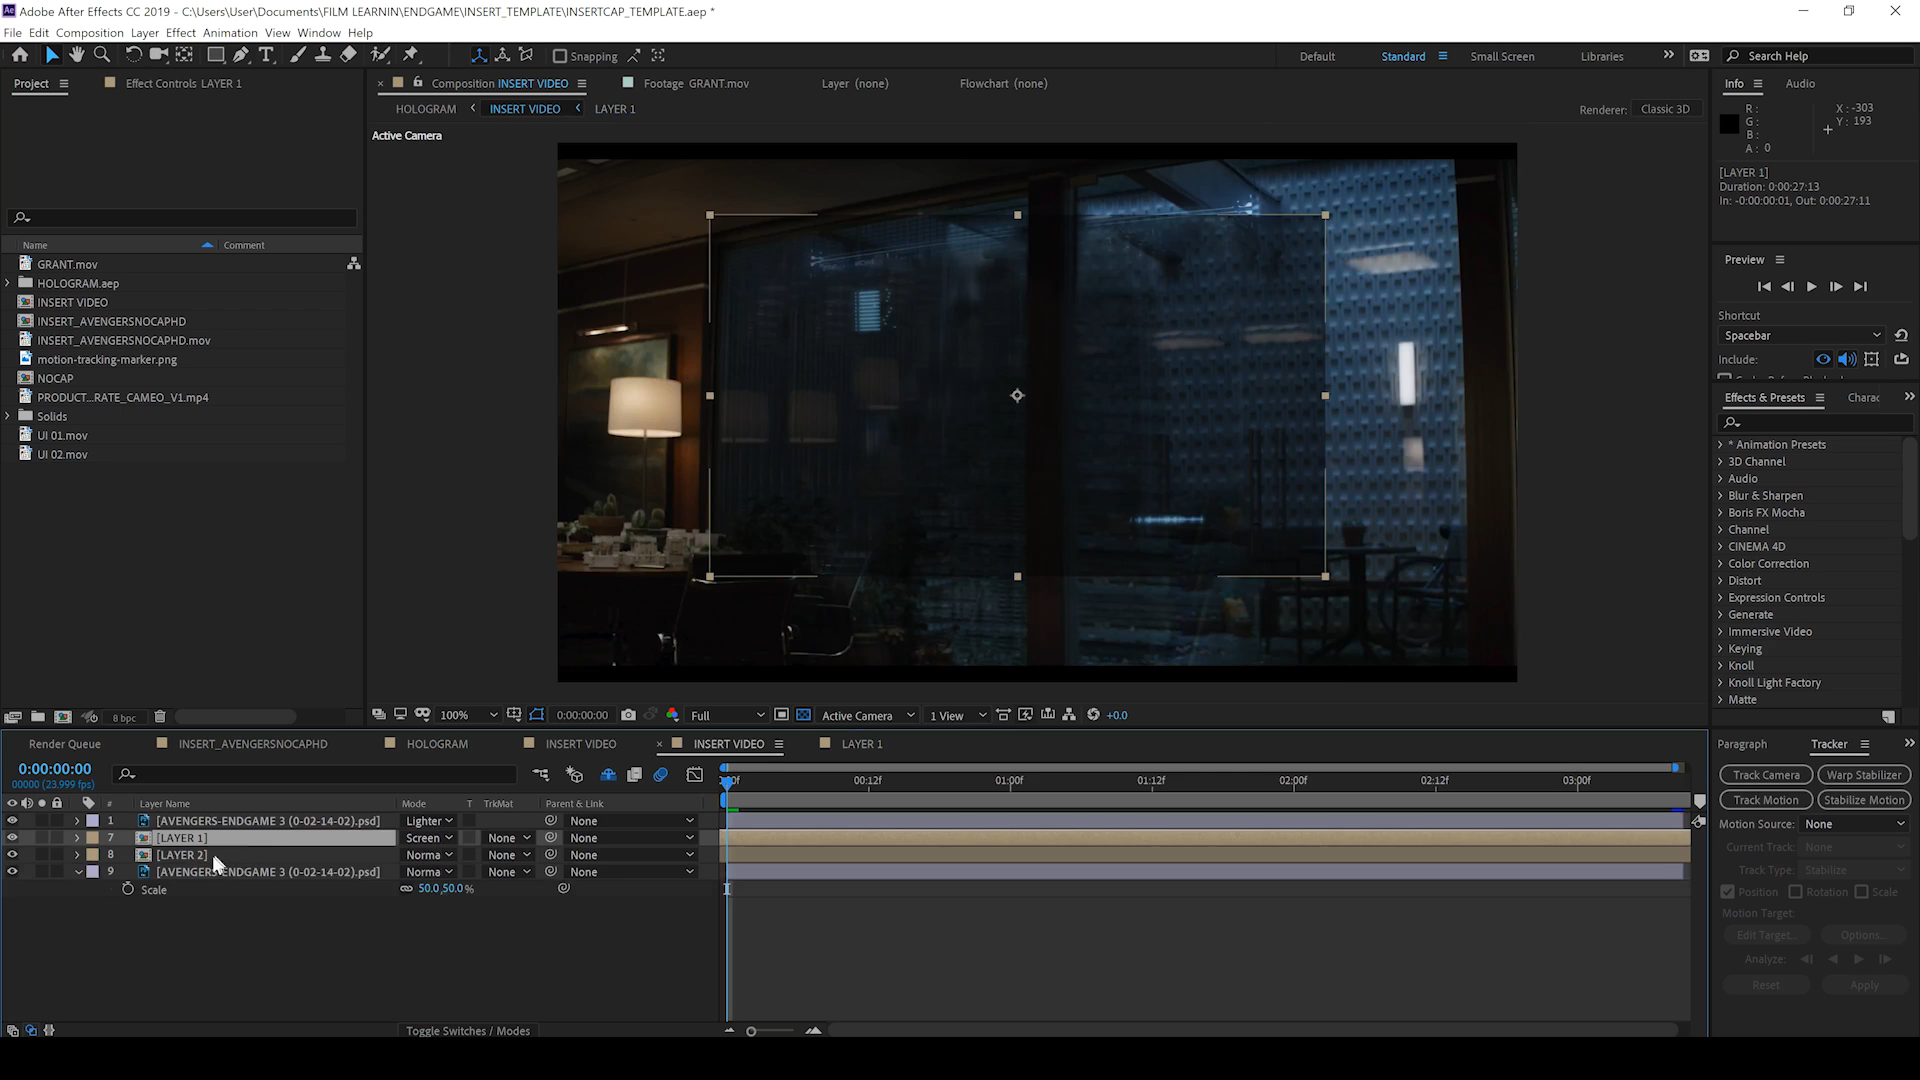 Adobe After Effects CC 2019 - C:\Users\User\Documents\FILM LEARNIN\ENDGAME\INSERT_TEMPLATE\INSERTCAP_TEMPLATE.aep *
File Edit Composition Layer Effect Animation View Window Help
Snapping Default Standard Small Screen Libraries Search Help
Project Effect Controls LAYER 1 Composition INSERT VIDEO Footage GRANT.mov Layer (none) Flowchart (none) Info Audio
HOLOGRAM INSERT VIDEO LAYER 1 Renderer: Classic 3D
Active Camera
R :
G :
B :
A : 0
X : -303
Y : 193
[LAYER 1]
Duration: 0:00:27:13
In: -0:00:00:01, Out: 0:00:27:11
Name Comment
GRANT.mov
HOLOGRAM.aep
INSERT VIDEO
INSERT_AVENGERSNOCAPHD
INSERT_AVENGERSNOCAPHD.mov
motion-tracking-marker.png
NOCAP
PRODUCT...RATE_CAMEO_V1.mp4
Solids
UI 01.mov
UI 02.mov
Preview
Shortcut
Spacebar
Include:
Effects & Presets Charac
* Animation Presets
3D Channel
Audio
Blur & Sharpen
Boris FX Mocha
Channel
CINEMA 4D
Color Correction
Distort
Expression Controls
Generate
Immersive Video
Keying
Knoll
Knoll Light Factory
Matte
8 bpc 100% 0:00:00:00 Full Active Camera 1 View +0.0
Render Queue INSERT_AVENGERSNOCAPHD HOLOGRAM INSERT VIDEO INSERT VIDEO LAYER 1
0:00:00:00
00000 (23.999 fps)
00:12f 01:00f 01:12f 02:00f 02:12f 03:00f
# Layer Name Mode T TrkMat Parent & Link
1 [AVENGERS-ENDGAME 3 (0-02-14-02).psd] Lighter None
7 [LAYER 1] Screen None None
8 [LAYER 2] Norma None None
9 [AVENGERS-ENDGAME 3 (0-02-14-02).psd] Norma None None
Scale 50.0,50.0 %
Toggle Switches / Modes
Paragraph Tracker
Track Camera Warp Stabilizer
Track Motion Stabilize Motion
Motion Source: None
Current Track: None
Track Type: Stabilize
Position Rotation Scale
Motion Target:
Edit Target... Options...
Analyze:
Reset Apply